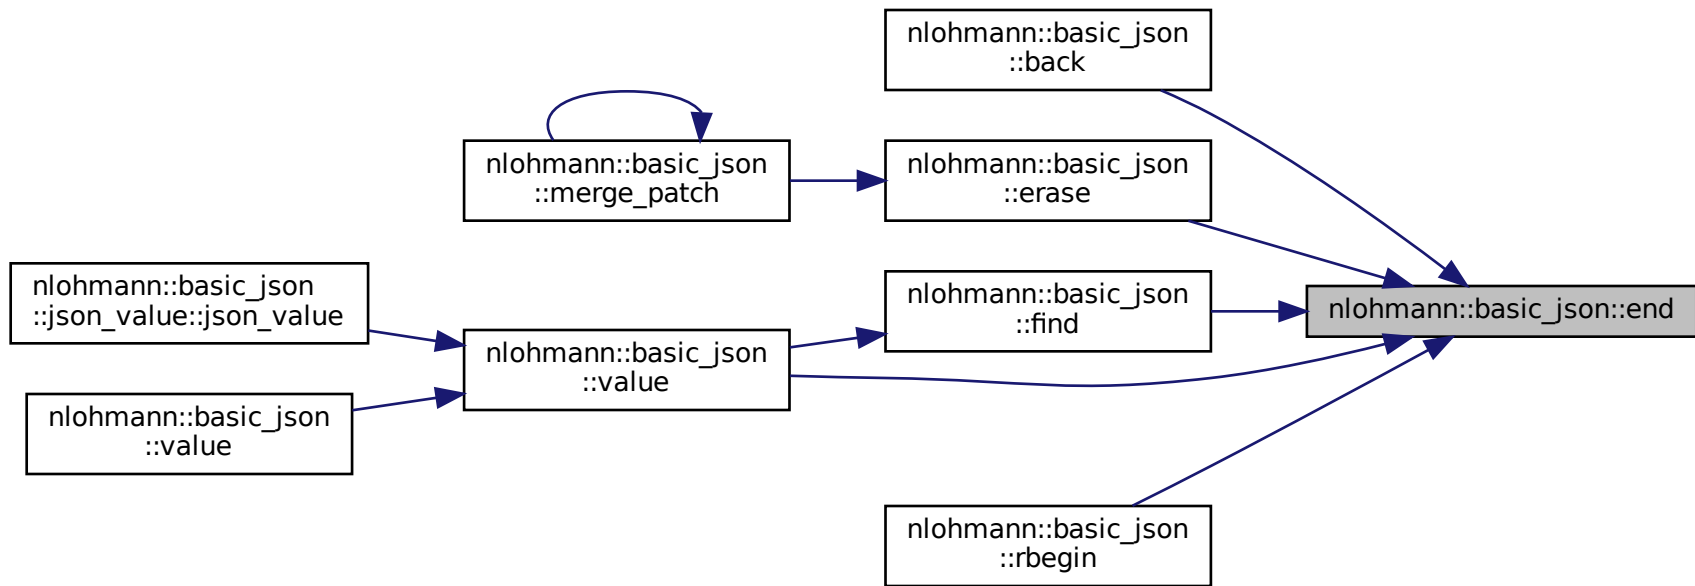 nlohmann::basic_json
::back
nlohmann::basic_json
::merge_patch
nlohmann::basic_json
::erase
nlohmann::basic_json
::json_value::json_value
nlohmann::basic_json
::value
nlohmann::basic_json
::find
nlohmann::basic_json::end
nlohmann::basic_json
::value
nlohmann::basic_json
::rbegin